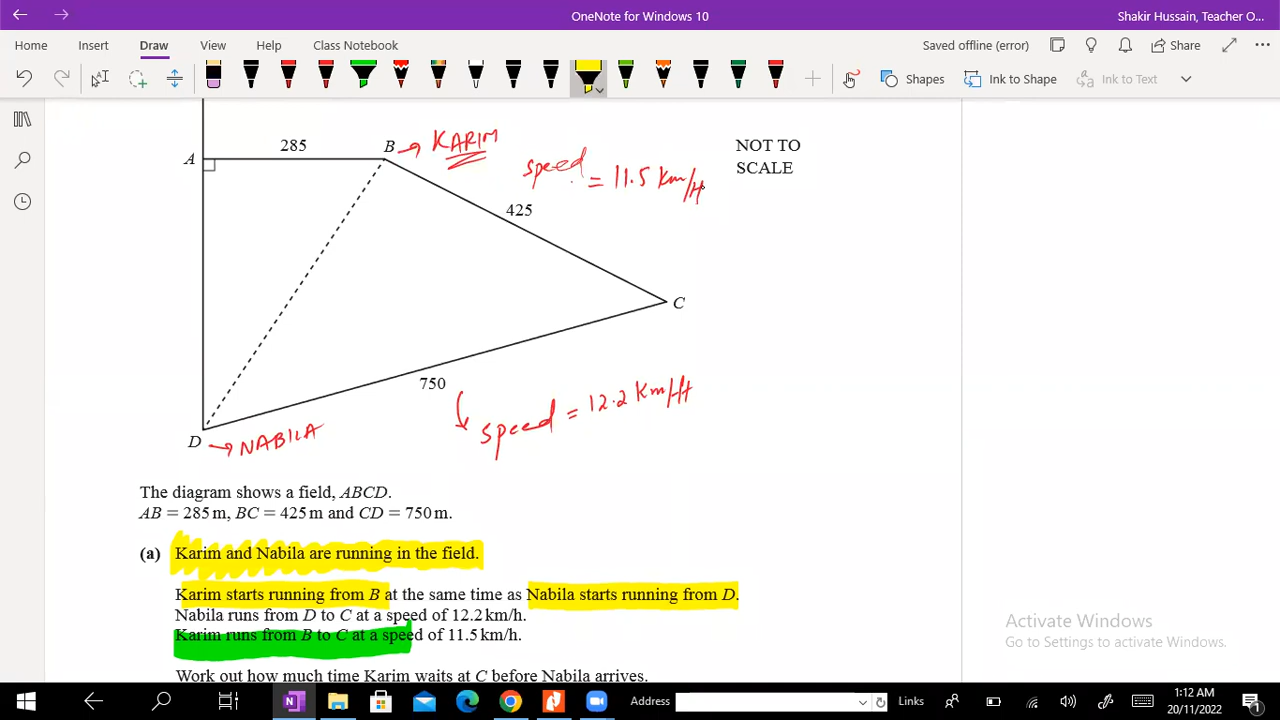 OneNote for Windows 10
Shakir Hussain, Teacher O...
Home Insert Draw View Help Class Notebook
Saved offline (error)
Share
Shapes Ink to Shape Ink to Text
A 285 B → KARIM
NOT TO
SCALE
speed = 11.5 Km/H
425
C
750
speed = 12.2 Km/H
D → NABILA
The diagram shows a field, ABCD.
AB = 285 m, BC = 425 m and CD = 750 m.
(a) Karim and Nabila are running in the field.
Karim starts running from B at the same time as Nabila starts running from D.
Nabila runs from D to C at a speed of 12.2 km/h.
Karim runs from B to C at a speed of 11.5 km/h.
Work out how much time Karim waits at C before Nabila arrives.
Activate Windows
Go to Settings to activate Windows.
Address
Links
1:12 AM
20/11/2022
1